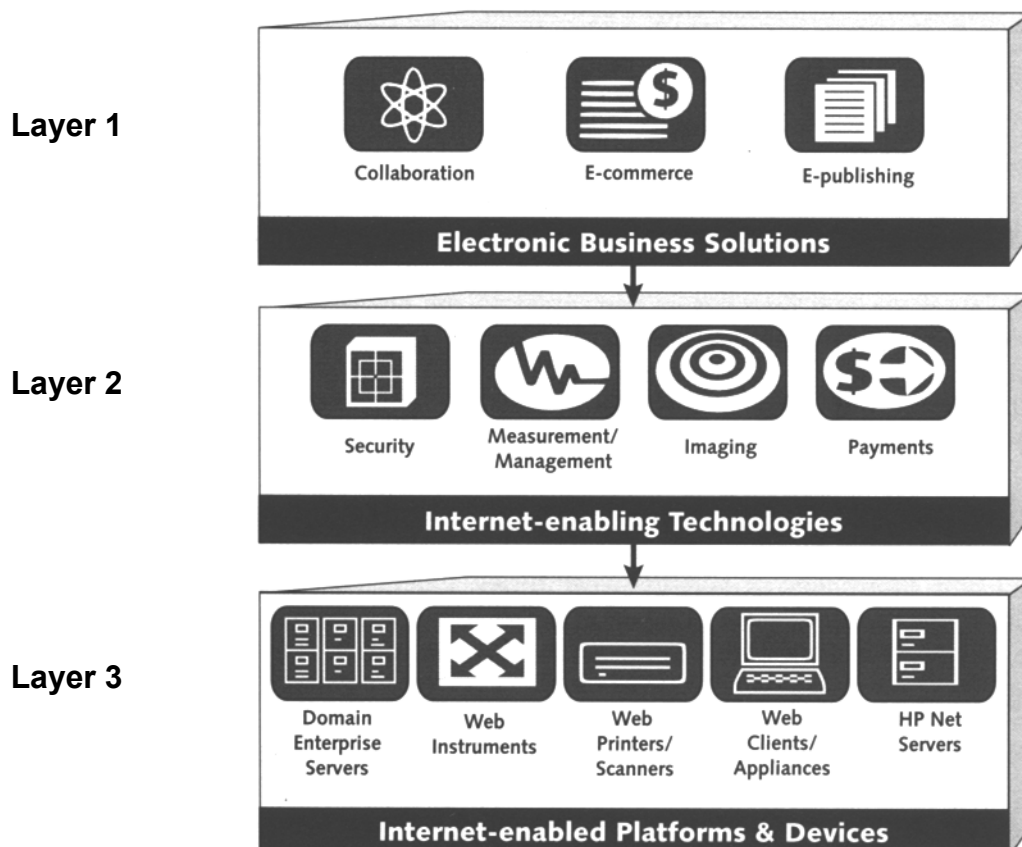 Layer 1
Collaboration
E-commerce
$
E-publishing
Electronic Business Solutions
Layer 2
Security
Measurement/
Management
Imaging
$
Payments
Internet-enabling Technologies
Layer 3
Domain
Enterprise
Servers
Web
Instruments
Web
Printers/
Scanners
Web
Clients/
Appliances
HP Net
Servers
Internet-enabled Platforms & Devices